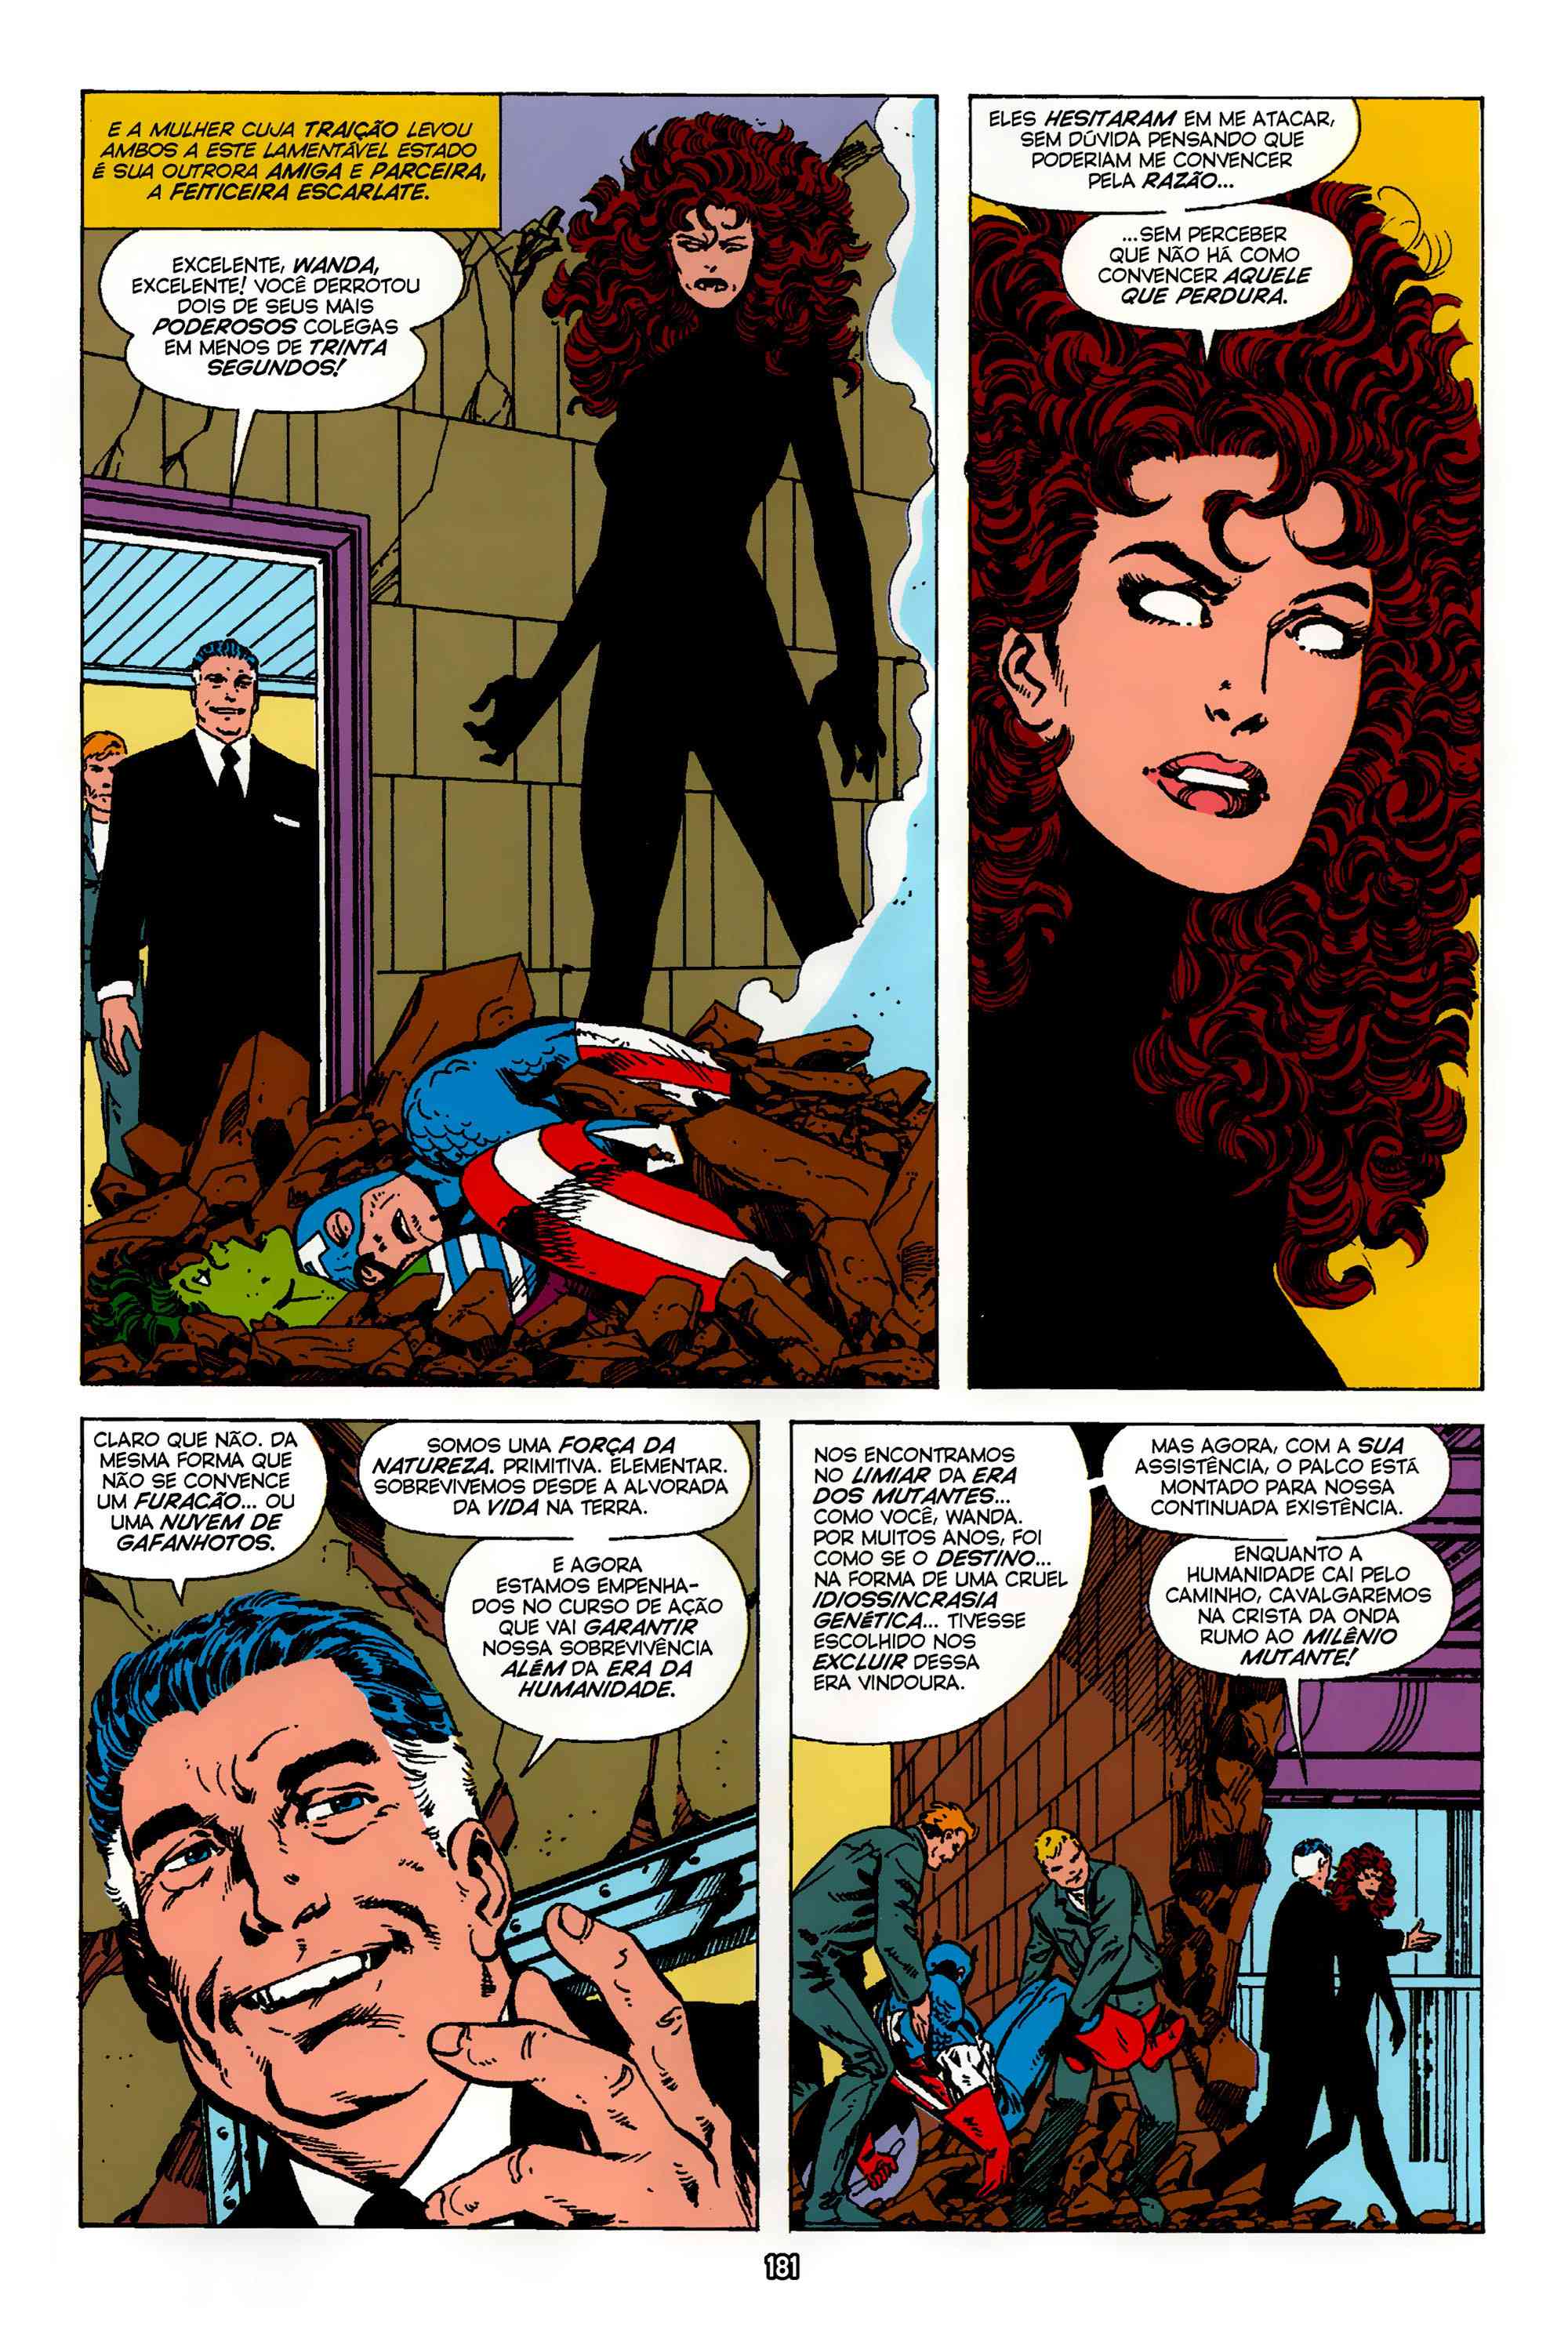 E A MULHER CUJA TRAIÇÃO LEVOU
AMBOS A ESTE LAMENTÁVEL ESTADO
É SUA OUTRORA AMIGA E PARCEIRA,
A FEITICEIRA ESCARLATE.
EXCELENTE, WANDA,
EXCELENTE! VOCÊ DERROTOU
DOIS DE SEUS MAIS
PODEROSOS COLEGAS
EM MENOS DE TRINTA
SEGUNDOS!
ELES HESITARAM EM ME ATACAR,
SEM DÚVIDA PENSANDO QUE
PODERIAM ME CONVENCER
PELA RAZÃO...
...SEM PERCEBER
QUE NÃO HÁ COMO
CONVENCER AQUELE
QUE PERDURA.
CLARO QUE NÃO. DA
MESMA FORMA QUE
NÃO SE CONVENCE
UM FURACÃO... OU
UMA NUVEM DE
GAFANHOTOS.
SOMOS UMA FORÇA DA
NATUREZA. PRIMITIVA. ELEMENTAR.
SOBREVIVEMOS DESDE A ALVORADA
DA VIDA NA TERRA.
E AGORA
ESTAMOS EMPENHA-
DOS NO CURSO DE AÇÃO
QUE VAI GARANTIR
NOSSA SOBREVIVÊNCIA
ALÉM DA ERA DA
HUMANIDADE.
NOS ENCONTRAMOS
NO LIMIAR DA ERA
DOS MUTANTES...
COMO VOCÊ, WANDA.
POR MUITOS ANOS, FOI
COMO SE O DESTINO...
NA FORMA DE UMA CRUEL
IDIOSSINCRASIA
GENÉTICA... TIVESSE
ESCOLHIDO NOS
EXCLUIR DESSA
ERA VINDOURA.
MAS AGORA, COM A SUA
ASSISTÊNCIA, O PALCO ESTÁ
MONTADO PARA NOSSA
CONTINUADA EXISTÊNCIA.
ENQUANTO A
HUMANIDADE CAI PELO
CAMINHO, CAVALGAREMOS
NA CRISTA DA ONDA
RUMO AO MILÊNIO
MUTANTE!
181